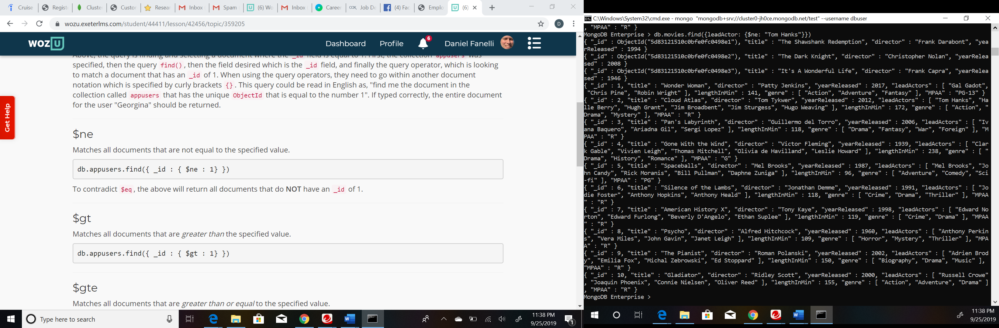 Cruise
Regist
Cluste
Custor
Resear
Inbox
Spam
(6) Wo
Inbox
Career
COX Job De
(4) Fac
Emplo
(6)
wozu.exeterlms.com/student/44411/lesson/42456/topic/359205
D
WOZ U
Dashboard
Profile
6
Daniel Fanelli
Above, the query is finding and selecting a document where the _id field is equal to 1. First, the collection appusers was
specified, then the query find() , then the field desired which is the _id field, and finally the query operator, which is looking
to match a document that has an _id of 1. When using the query operators, they need to go within another document
notation which is specified by curly brackets {} . This query could be read in English as, "find me the document in the
collection called appusers that has the unique ObjectId that is equal to the number 1". If typed correctly, the entire document
for the user "Georgina" should be returned.
Get Help
$ne
Matches all documents that are not equal to the specified value.
db.appusers.find({ _id : { $ne : 1} })
To contradict $eq , the above will return all documents that do NOT have an _id of 1.
$gt
Matches all documents that are greater than the specified value.
db.appusers.find({ _id : { $gt : 1} })
$gte
Matches all documents that are greater than or equal to the specified value.
Type here to search
11:38 PM
9/25/2019
1
C:\Windows\System32\cmd.exe - mongo "mongodb+srv://cluster0-jh0ce.mongodb.net/test" --username dbuser
, "MPAA" : "R" }
MongoDB Enterprise > db.movies.find({leadActor: {$ne: "Tom Hanks"}})
{ "_id" : ObjectId("5d83121510c0bfe0fc0498e1"), "title" : "The Shawshank Redemption", "director" : "Frank Darabont", "yea
rReleased" : 1994 }
{ "_id" : ObjectId("5d83121510c0bfe0fc0498e2"), "title" : "The Dark Knight", "director" : "Christopher Nolan", "yearRelea
sed" : 2008 }
{ "_id" : ObjectId("5d83121510c0bfe0fc0498e3"), "title" : "It's A Wonderful Life", "director" : "Frank Capra", "yearRelea
sed" : 1946 }
{ "_id" : 1, "title" : "Wonder Woman", "director" : "Patty Jenkins", "yearReleased" : 2017, "leadActors" : [ "Gal Gadot",
"Chris Pine", "Robin Wright" ], "lengthInMin" : 141, "genre" : [ "Action", "Adventure", "Fantasy" ], "MPAA" : "PG-13" }
{ "_id" : 2, "title" : "Cloud Atlas", "director" : "Tom Tykwer", "yearReleased" : 2012, "leadActors" : [ "Tom Hanks", "Ha
lle Berry", "Hugh Grant", "Jim Broadbent", "Jim Sturgess", "Hugo Weaving" ], "lengthInMin" : 172, "genre" : [ "Action", "
Drama", "Mystery" ], "MPAA" : "R" }
{ "_id" : 3, "title" : "Pan's Labyrinth", "director" : "Guillermo del Torro", "yearReleased" : 2006, "leadActors" : [ "Iv
ana Baquero", "Ariadna Gil", "Sergi Lopez" ], "lengthInMin" : 118, "genre" : [ "Drama", "Fantasy", "War", "Foreign" ], "M
PAA" : "R" }
{ "_id" : 4, "title" : "Gone With the Wind", "director" : "Victor Fleming", "yearReleased" : 1939, "leadActors" : [ "Clar
k Gable", "Vivien Leigh", "Thomas Mitchell", "Olivia de Havilland", "Leslie Howard" ], "lengthInMin" : 238, "genre" : [ "
Drama", "History", "Romance" ], "MPAA" : "G" }
{ "_id" : 5, "title" : "Spaceballs", "director" : "Mel Brooks", "yearReleased" : 1987, "leadActors" : [ "Mel Brooks", "Jo
hn Candy", "Rick Moranis", "Bill Pullman", "Daphne Zuniga" ], "lengthInMin" : 96, "genre" : [ "Adventure", "Comedy", "Sci
-fi" ], "MPAA" : "PG" }
{ "_id" : 6, "title" : "Silence of the Lambs", "director" : "Jonathan Demme", "yearReleased" : 1991, "leadActors" : [ "Jo
die Foster", "Anthony Hopkins", "Anthony Heald" ], "lengthInMin" : 118, "genre" : [ "Crime", "Drama", "Thriller" ], "MPAA
" : "R" }
{ "_id" : 7, "title" : "American History X", "director" : "Tony Kaye", "yearReleased" : 1998, "leadActors" : [ "Edward No
rton", "Edward Furlong", "Beverly D'Angelo", "Ethan Suplee" ], "lengthInMin" : 119, "genre" : [ "Crime", "Drama" ], "MPAA
" : "R" }
{ "_id" : 8, "title" : "Psycho", "director" : "Alfred Hitchcock", "yearReleased" : 1960, "leadActors" : [ "Anthony Perkin
s", "Vera Miles", "John Gavin", "Janet Leigh" ], "lengthInMin" : 109, "genre" : [ "Horror", "Mystery", "Thriller" ], "MPA
A" : "R" }
{ "_id" : 9, "title" : "The Pianist", "director" : "Roman Polanski", "yearReleased" : 2002, "leadActors" : [ "Adrien Brod
y", "Emilia Fox", "Michal Zebrowski", "Ed Stoppard" ], "lengthInMin" : 150, "genre" : [ "Biography", "Drama", "Music" ],
"MPAA" : "R" }
{ "_id" : 10, "title" : "Gladiator", "director" : "Ridley Scott", "yearReleased" : 2000, "leadActors" : [ "Russell Crowe"
, "Joaquin Phoenix", "Connie Nielsen", "Oliver Reed" ], "lengthInMin" : 155, "genre" : [ "Action", "Adventure", "Drama" ]
, "MPAA" : "R" }
MongoDB Enterprise >
11:38 PM
9/25/2019